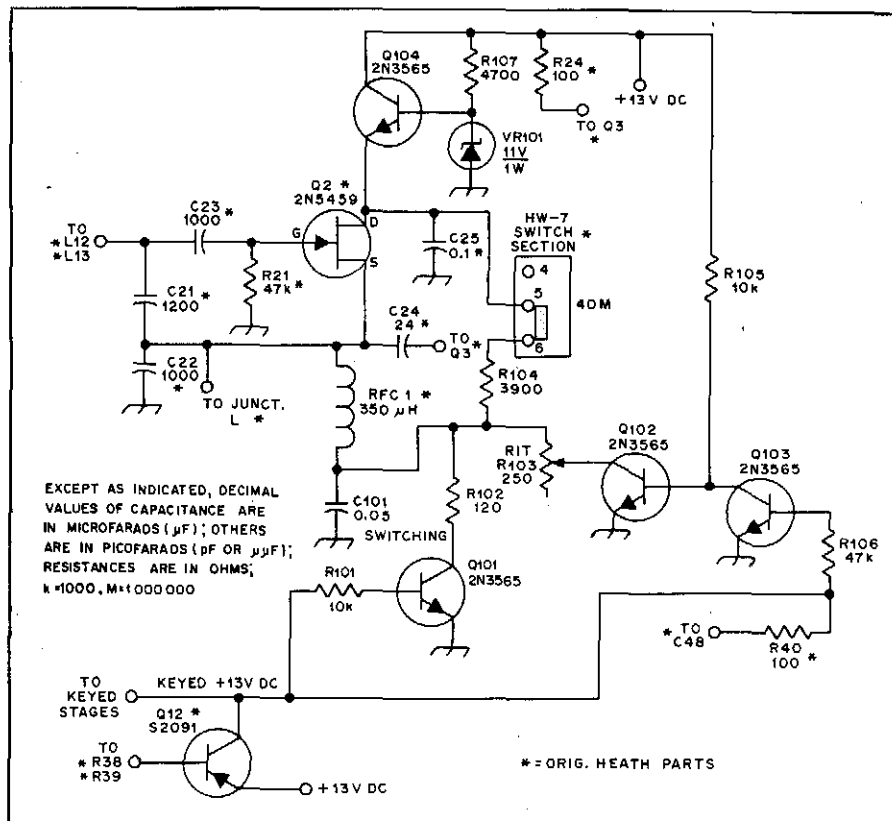 Q104
2N3565
R107
4700
R24
100 *
+13V DC
TO Q3
*
VR101
11V
1W
Q2 *
2N5459
C23
1000 *
TO
* L12
* L13
G
D
S
R21
47k *
C25
0.1 *
HW-7
SWITCH *
SECTION
4
5
6
40M
R105
10k
C21
1200 *
C24
24 *
TO
Q3 *
C22
1000
*
TO JUNCT.
L *
RFC 1 *
350 µH
R104
3900
Q102
2N3565
Q103
2N3565
RIT
R103
250
EXCEPT AS INDICATED, DECIMAL
VALUES OF CAPACITANCE ARE
IN MICROFARADS (µF); OTHERS
ARE IN PICOFARADS (pF OR µµF);
RESISTANCES ARE IN OHMS;
k=1000, M=1000000
C101
0.05
R102
120
SWITCHING
R101
10k
Q101
2N3565
R106
47k
* TO
C48
R40
100 *
TO
KEYED
STAGES
KEYED +13V DC
Q12 *
S2091
TO
* R38
* R39
+13V DC
* = ORIG. HEATH PARTS